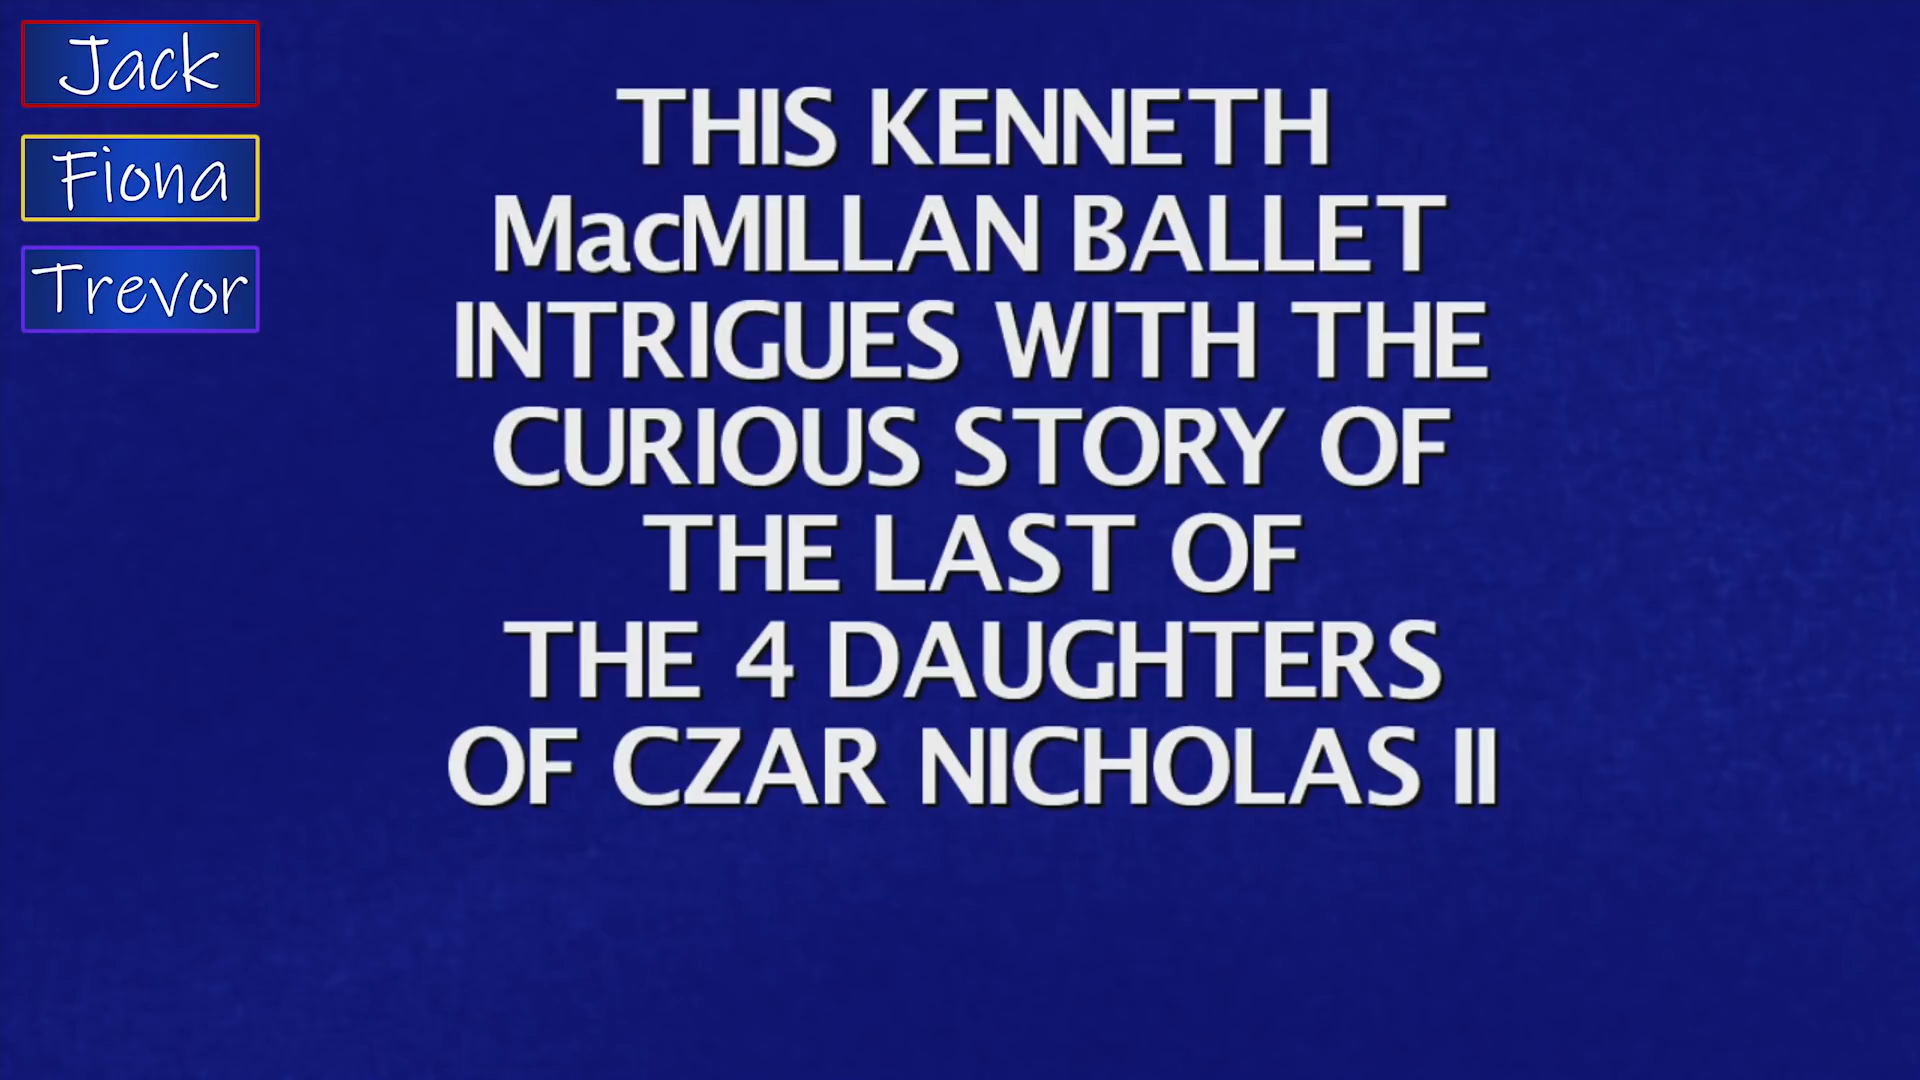 Jack
Fiona
Trevor
THIS KENNETH
MacMILLAN BALLET
INTRIGUES WITH THE
CURIOUS STORY OF
THE LAST OF
THE 4 DAUGHTERS
OF CZAR NICHOLAS II